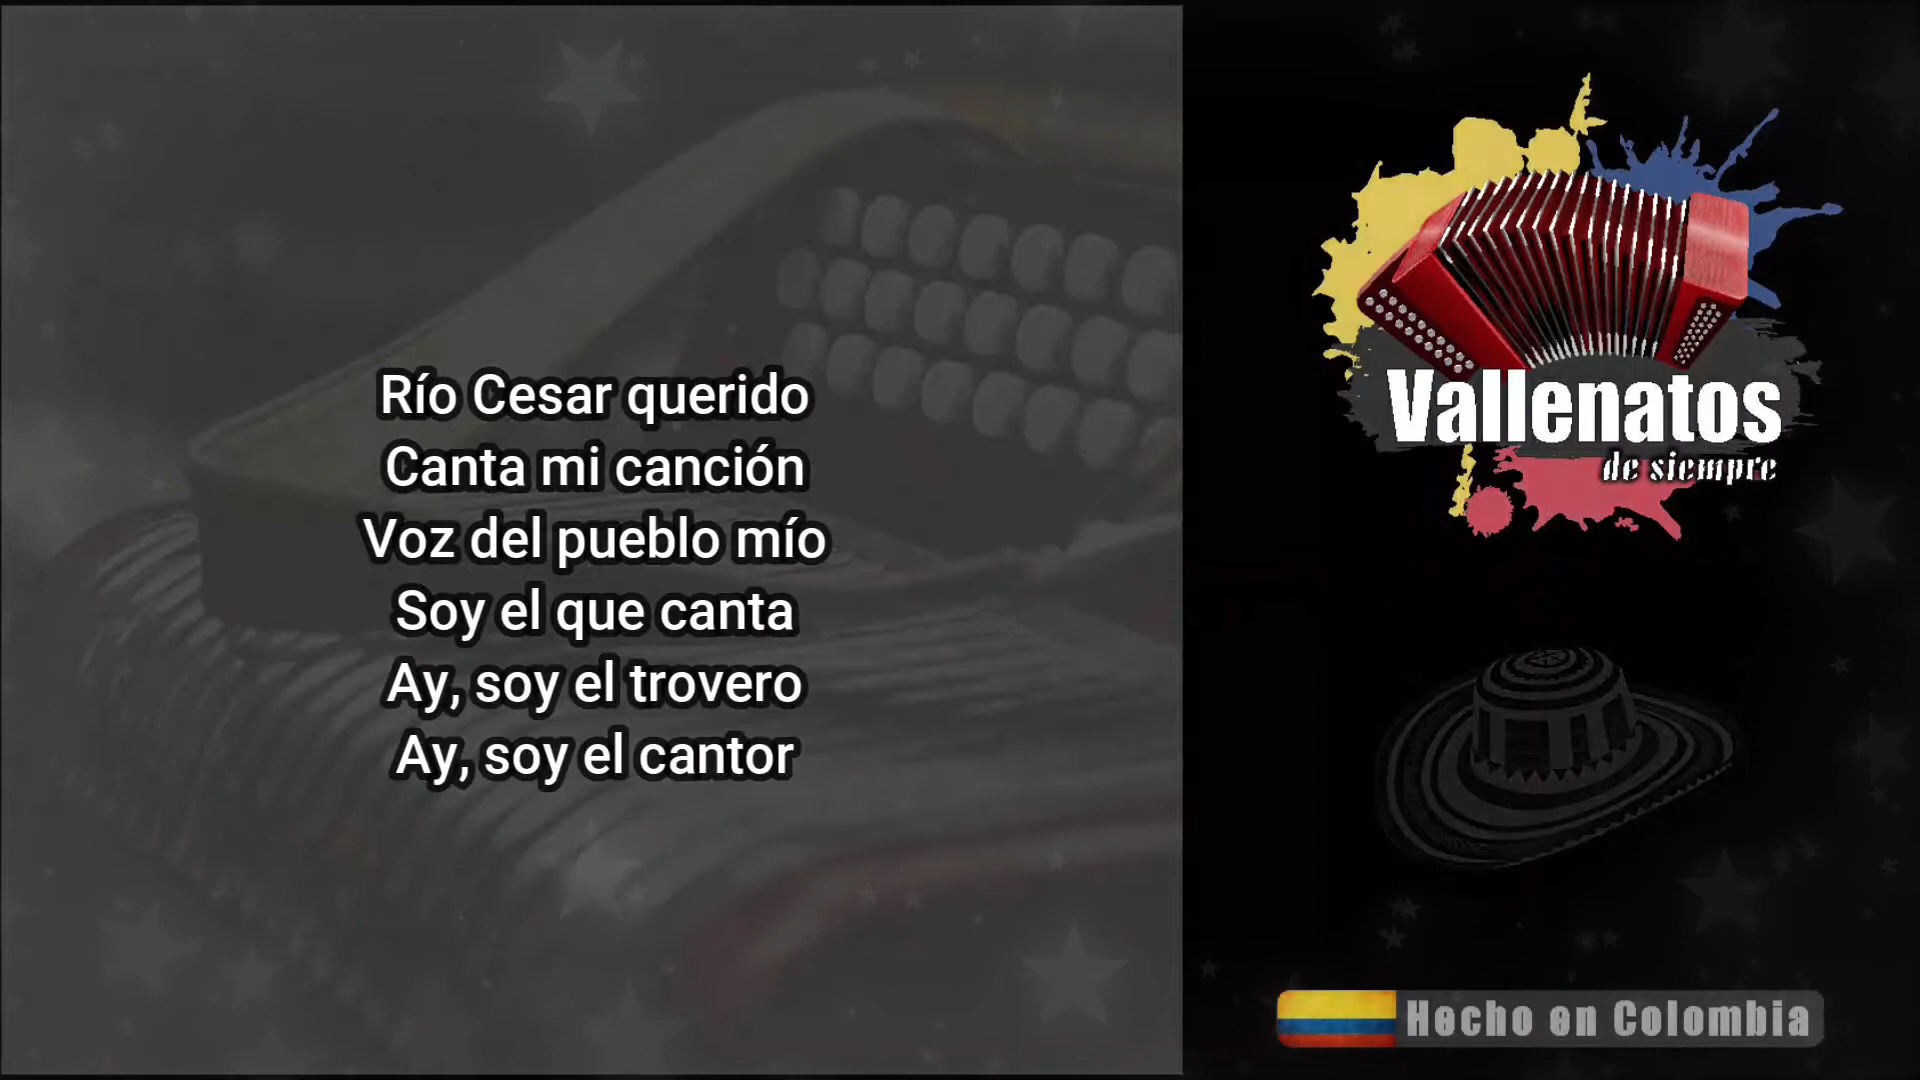 Río Cesar querido
Canta mi canción
Voz del pueblo mío
Soy el que canta
Ay, soy el trovero
Ay, soy el cantor
Vallenatos
de siempre
Hecho en Colombia